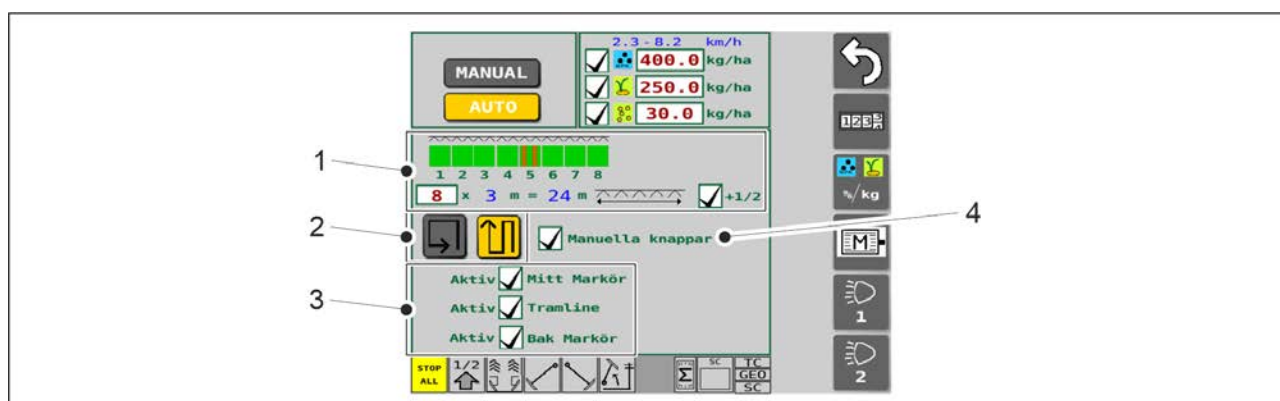 2.3 - 8.2 km/h
MANUAL
AUTO
400.0 kg/ha
250.0 kg/ha
30.0 kg/ha
1 2 3 4 5 6 7 8
8 x 3 m = 24 m +1/2
Manuella knappar
Aktiv Mitt Markör
Aktiv Tramline
Aktiv Bak Markör
STOP ALL
1/2
SC
TC
GEO
SC
%/kg
M
1
2
1
2
3
4